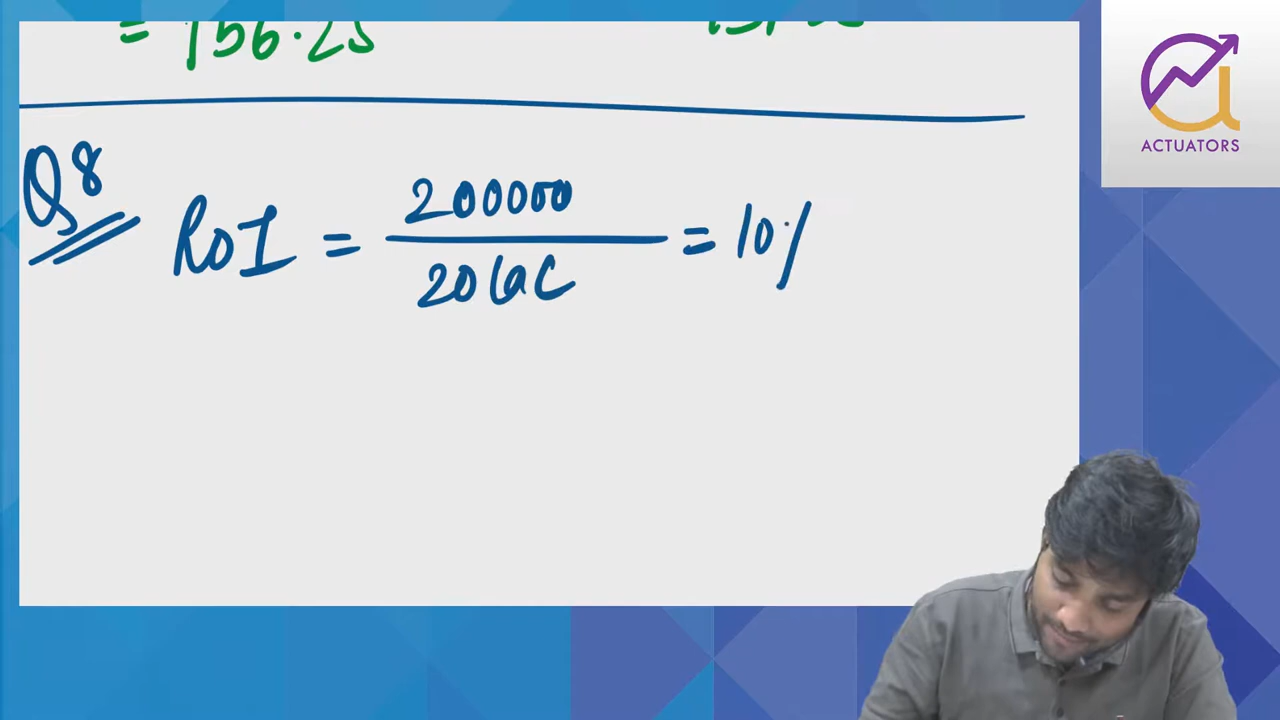 = 156.25
ACTUATORS
Q8
ROI = 200000 / 20 lac = 10%